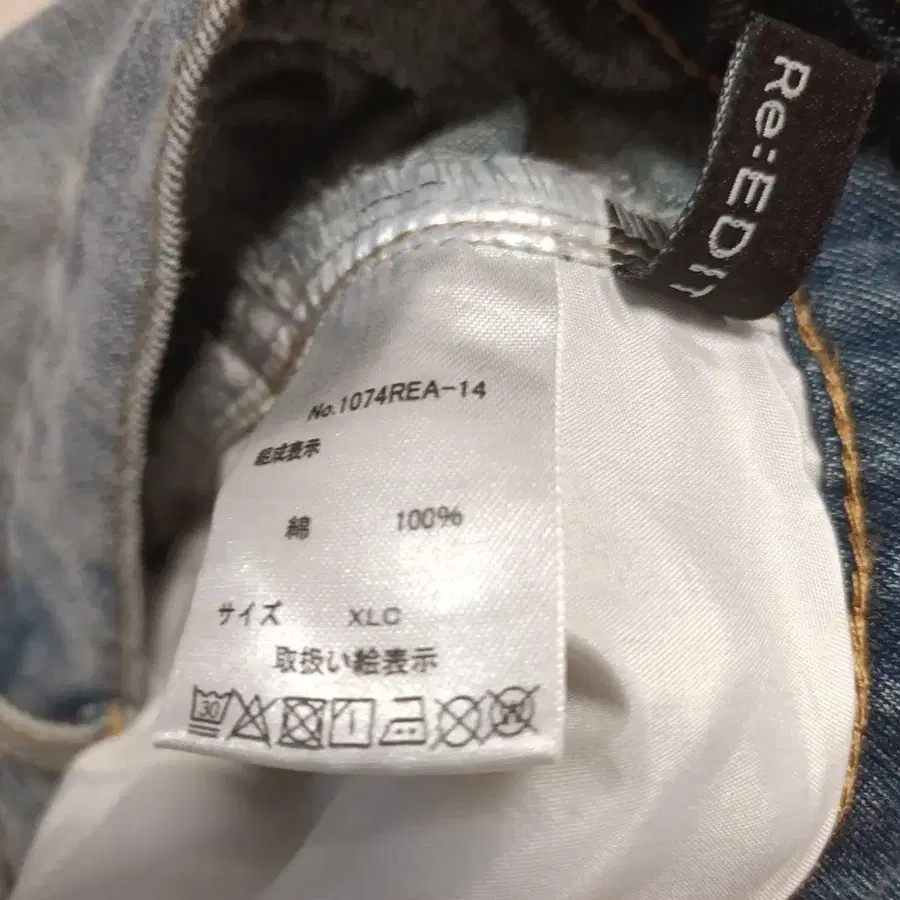 Re:EDIT
No.1074REA-14
組成表示
綿 100%
サイズ XLC
取扱い絵表示
30